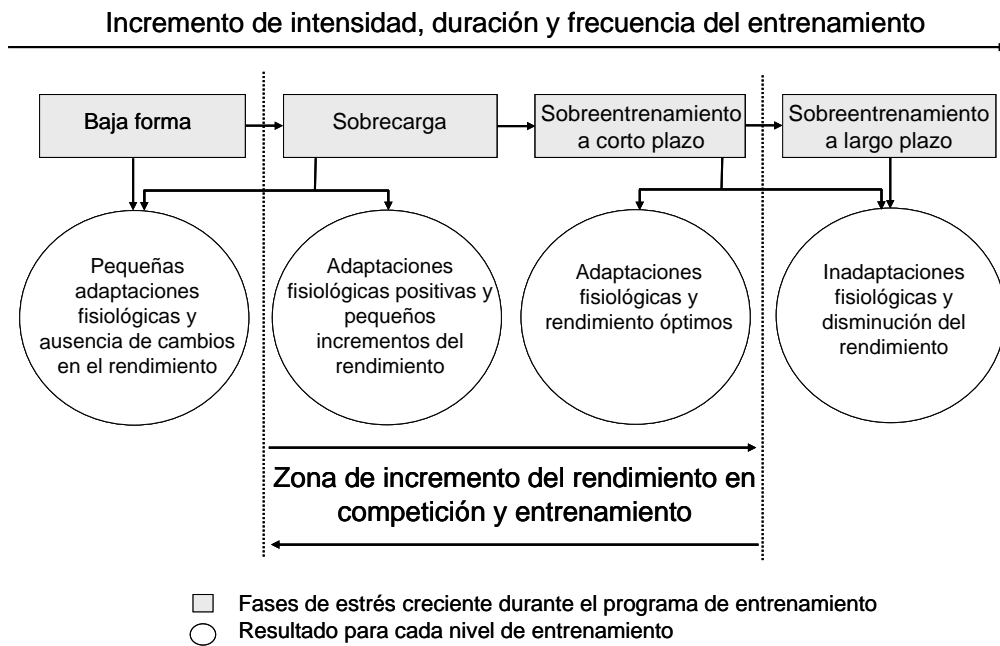 Incremento de intensidad, duración y frecuencia del entrenamiento
Baja forma
Sobrecarga
Sobreentrenamiento
a corto plazo
Sobreentrenamiento
a largo plazo
Pequeñas
adaptaciones
fisiológicas y
ausencia de cambios
en el rendimiento
Adaptaciones
fisiológicas positivas y
pequeños
incrementos del
rendimiento
Adaptaciones
fisiológicas y
rendimiento óptimos
Inadaptaciones
fisiológicas y
disminución del
rendimiento
Zona de incremento del rendimiento en
competición y entrenamiento
Fases de estrés creciente durante el programa de entrenamiento
Resultado para cada nivel de entrenamiento